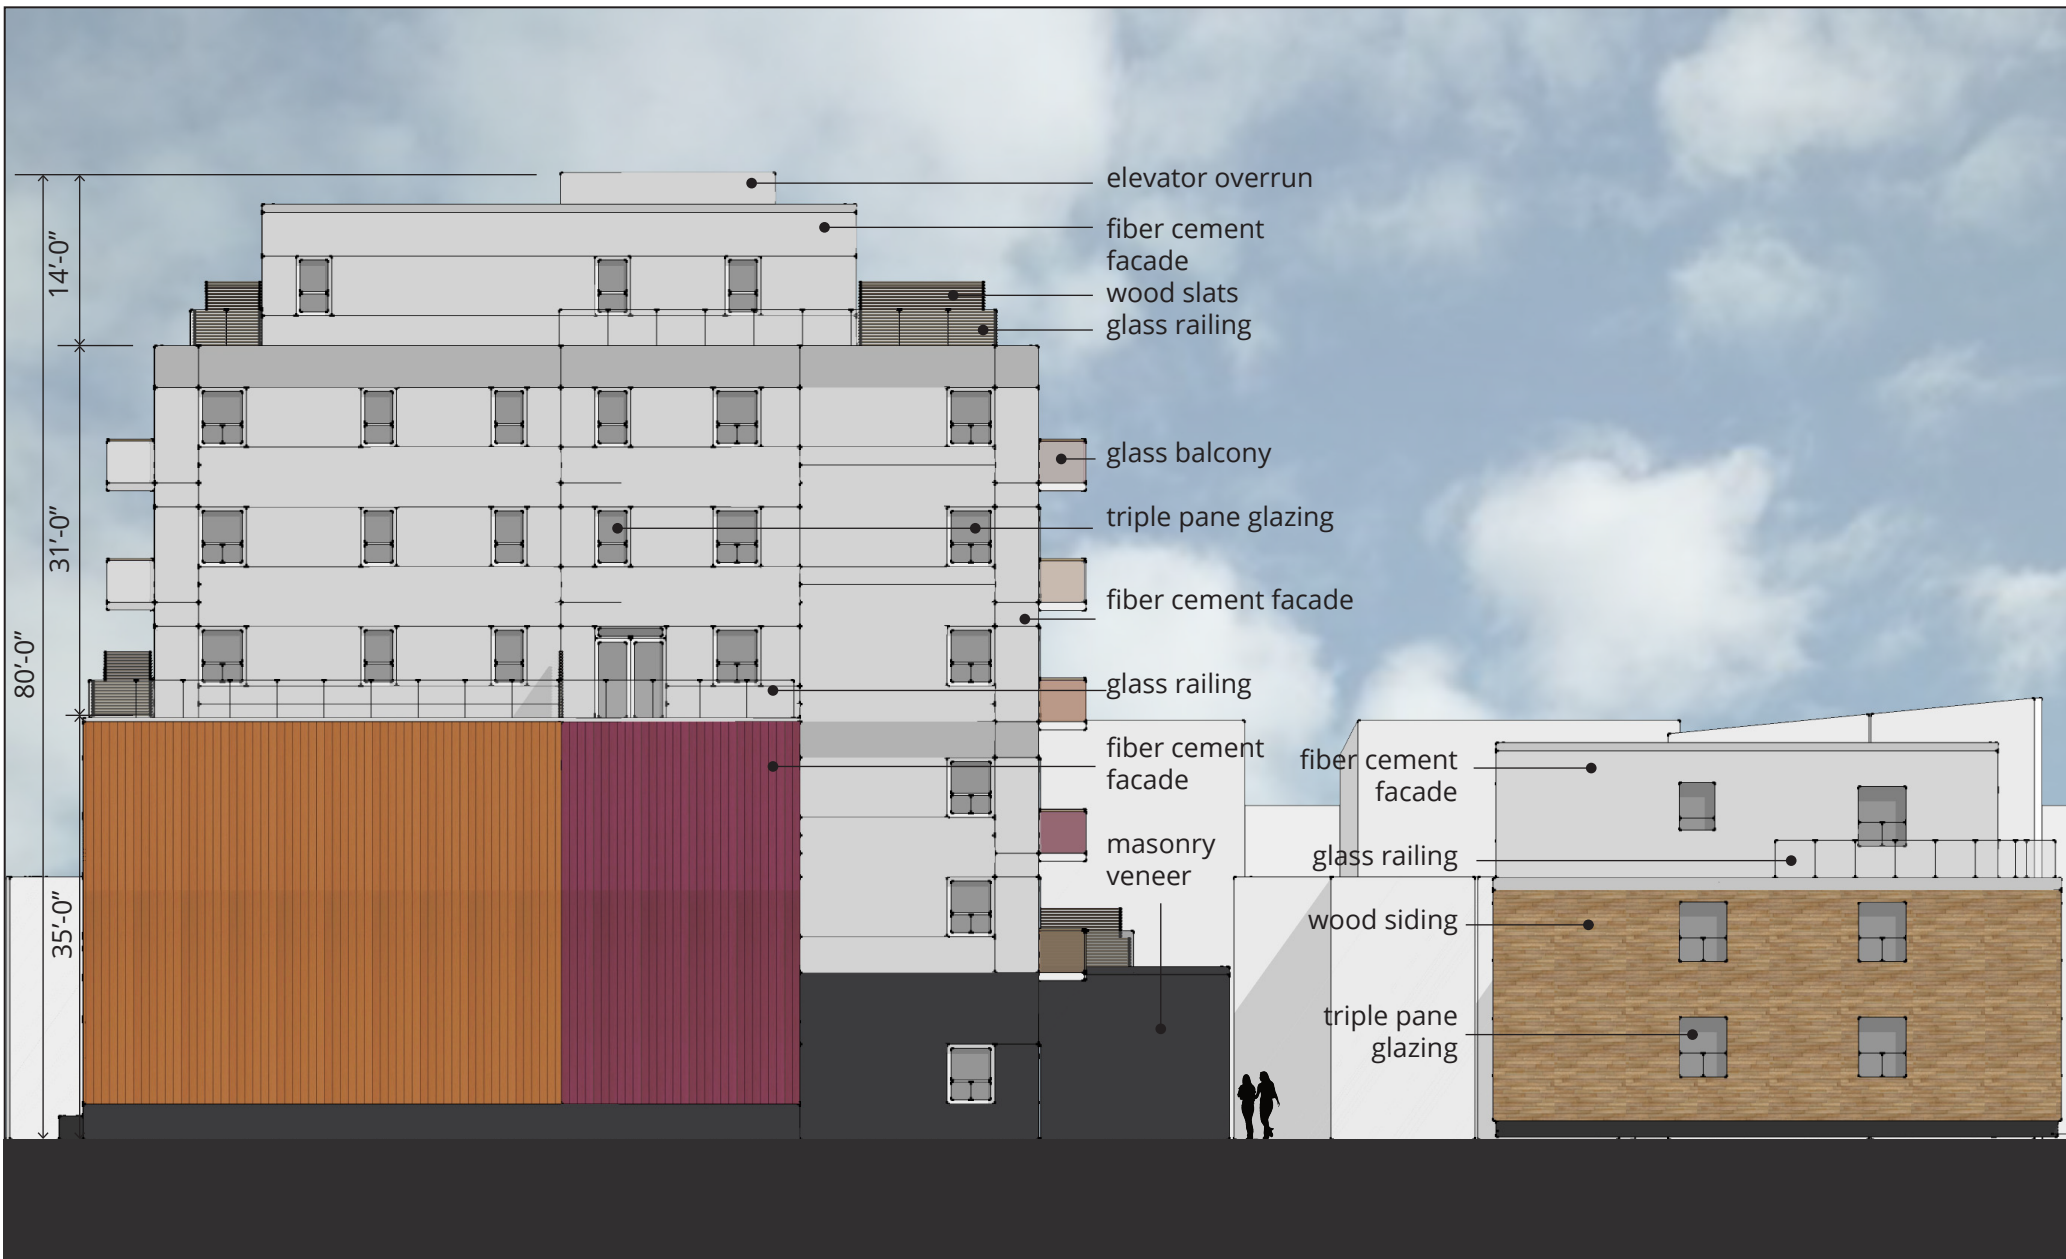 elevator overrun
fiber cement
facade
wood slats
glass railing
glass balcony
triple pane glazing
fiber cement facade
glass railing
fiber cement
facade
masonry
veneer
fiber cement
facade
glass railing
wood siding
triple pane
glazing
14’-0”
31’-0”
80’-0”
35’-0”